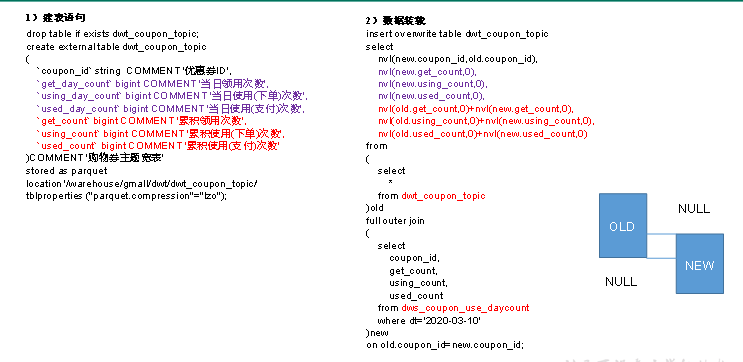 1）建表语句
drop table if exists dwt_coupon_topic;
create external table dwt_coupon_topic
(
`coupon_id` string COMMENT '优惠券ID',
`get_day_count` bigint COMMENT '当日领用次数',
`using_day_count` bigint COMMENT '当日使用(下单)次数',
`used_day_count` bigint COMMENT '当日使用(支付)次数',
`get_count` bigint COMMENT '累积领用次数',
`using_count` bigint COMMENT '累积使用(下单)次数',
`used_count` bigint COMMENT '累积使用(支付)次数'
)COMMENT '购物券主题宽表'
stored as parquet
location '/warehouse/gmall/dwt/dwt_coupon_topic/'
tblproperties ("parquet.compression"="lzo");
2）数据装载
insert overwrite table dwt_coupon_topic
select
nvl(new.coupon_id,old.coupon_id),
nvl(new.get_count,0),
nvl(new.using_count,0),
nvl(new.used_count,0),
nvl(old.get_count,0)+nvl(new.get_count,0),
nvl(old.using_count,0)+nvl(new.using_count,0),
nvl(old.used_count,0)+nvl(new.used_count,0)
from
(
select
*
from dwt_coupon_topic
)old
full outer join
(
select
coupon_id,
get_count,
using_count,
used_count
from dws_coupon_use_daycount
where dt='2020-03-10'
)new
on old.coupon_id=new.coupon_id;
OLD
NULL
NEW
NULL